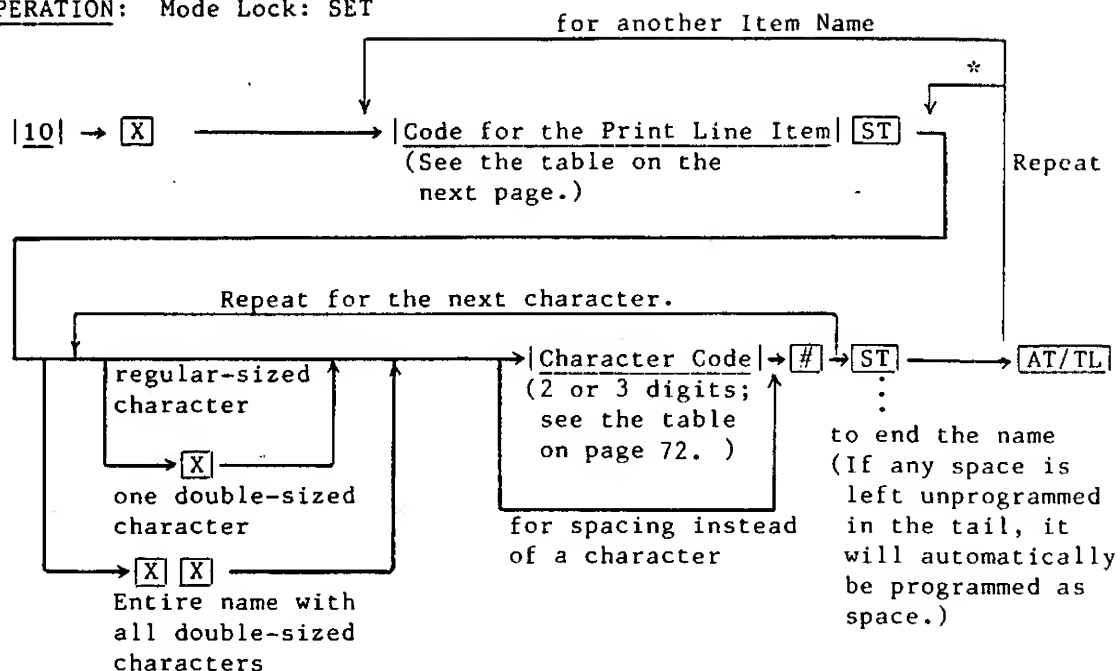 PERATION: Mode Lock: SET
for another Item Name
*
|10| → [X] → |Code for the Print Line Item| [ST]
(See the table on the
next page.)
Repeat
Repeat for the next character.
regular-sized
character
[X]
one double-sized
character
[X] [X]
Entire name with
all double-sized
characters
|Character Code| → [#] → [ST] → [AT/TL]
(2 or 3 digits;
see the table
on page 72. )
for spacing instead
of a character
to end the name
(If any space is
left unprogrammed
in the tail, it
will automatically
be programmed as
space.)